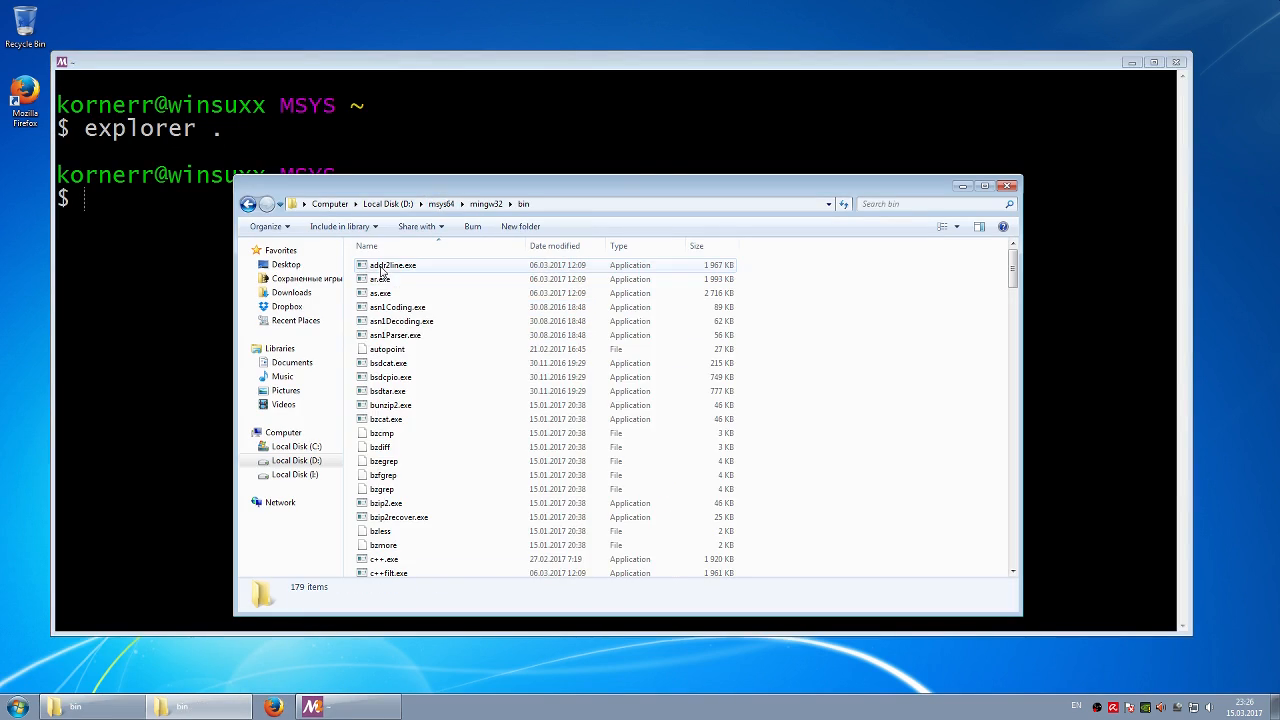 Recycle Bin
Mozilla
Firefox
~
kornerr@winsuxx MSYS ~
$ explorer .
kornerr@winsuxx MSYS
$
Computer Local Disk (D:) msys64 mingw32 bin
Search bin
Organize Include in library Share with Burn New folder
Name Date modified Type Size
addr2line.exe 06.03.2017 12:09 Application 1 967 KB
ar.exe 06.03.2017 12:09 Application 1 993 KB
as.exe 06.03.2017 12:09 Application 2 716 KB
asn1Coding.exe 30.08.2016 18:48 Application 89 KB
asn1Decoding.exe 30.08.2016 18:48 Application 62 KB
asn1Parser.exe 30.08.2016 18:48 Application 56 KB
autopoint 21.02.2017 16:45 File 27 KB
bsdcat.exe 30.11.2016 19:29 Application 215 KB
bsdcpio.exe 30.11.2016 19:29 Application 749 KB
bsdtar.exe 30.11.2016 19:29 Application 777 KB
bunzip2.exe 15.01.2017 20:38 Application 46 KB
bzcat.exe 15.01.2017 20:38 Application 46 KB
bzcmp 15.01.2017 20:38 File 3 KB
bzdiff 15.01.2017 20:38 File 3 KB
bzegrep 15.01.2017 20:38 File 4 KB
bzfgrep 15.01.2017 20:38 File 4 KB
bzgrep 15.01.2017 20:38 File 4 KB
bzip2.exe 15.01.2017 20:38 Application 46 KB
bzip2recover.exe 15.01.2017 20:38 Application 25 KB
bzless 15.01.2017 20:38 File 2 KB
bzmore 15.01.2017 20:38 File 2 KB
c++.exe 27.02.2017 7:19 Application 1 920 KB
c++filt.exe 06.03.2017 12:09 Application 1 961 KB
Favorites
Desktop
Сохраненные игры
Downloads
Dropbox
Recent Places
Libraries
Documents
Music
Pictures
Videos
Computer
Local Disk (C:)
Local Disk (D:)
Local Disk (I:)
Network
179 items
bin
bin
~
EN
23:26
15.03.2017